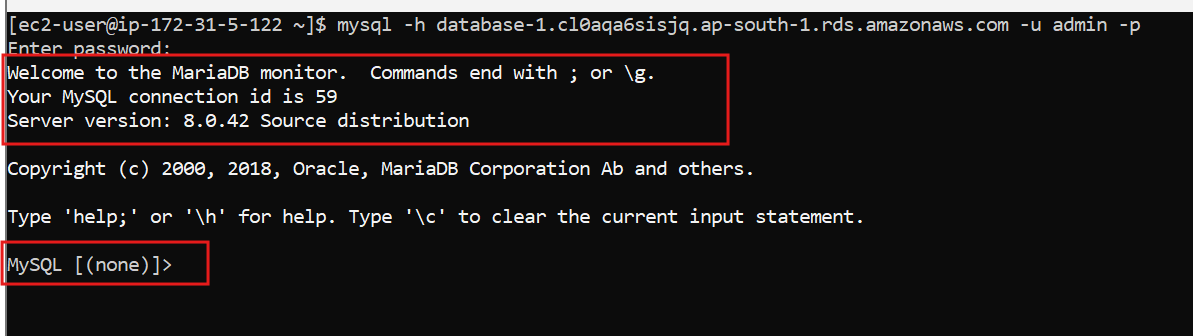 [ec2-user@ip-172-31-5-122 ~]$ mysql -h database-1.cl0aqa6sisjq.ap-south-1.rds.amazonaws.com -u admin -p
Enter password:
Welcome to the MariaDB monitor.  Commands end with ; or \g.
Your MySQL connection id is 59
Server version: 8.0.42 Source distribution
Copyright (c) 2000, 2018, Oracle, MariaDB Corporation Ab and others.
Type 'help;' or '\h' for help. Type '\c' to clear the current input statement.
MySQL [(none)]>